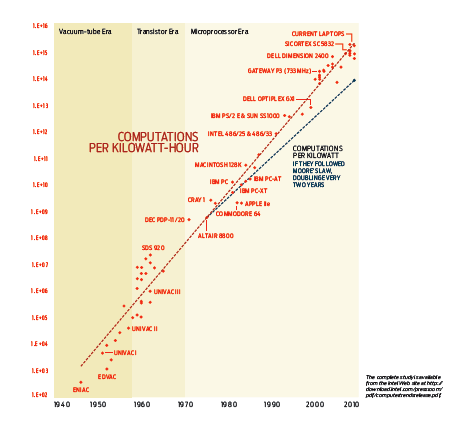 1.E+16
1.E+15
1.E+14
1.E+13
1.E+12
1.E+11
1.E+10
1.E+09
1.E+08
1.E+07
1.E+06
1.E+05
1.E+04
1.E+03
1.E+02
Vacuum-tube Era
Transistor Era
Microprocessor Era
CURRENT LAPTOPS
SICORTEX SC5832
DELL DIMENSION 2400
GATEWAY P3 (733MHz)
DELL OPTIPLEX GXI
IBM PS/2 E & SUN SS1000
INTEL 486/25 & 486/33
COMPUTATIONS
PER KILOWATT-HOUR
COMPUTATIONS
PER KILOWATT
IF THEY FOLLOWED
MOORE'S LAW,
DOUBLING EVERY
TWO YEARS
MACINTOSH 128K
IBM PC
IBM PC-AT
IBM PC-XT
CRAY 1
APPLE IIe
COMMODORE 64
DEC PDP-11/20
ALTAIR 8800
SDS 920
UNIVAC III
UNIVAC II
UNIVAC I
EDVAC
ENIAC
1940
1950
1960
1970
1980
1990
2000
2010
The complete study is available
from the Intel Web site at http://
download.intel.com/pressroom/
pdf/computertrendsrelease.pdf.